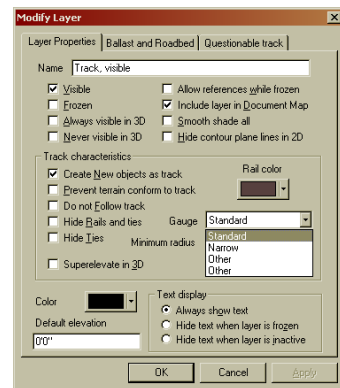 Modify Layer
Layer Properties Ballast and Roadbed Questionable track
Name Track, visible
Visible Allow references while frozen
Frozen Include layer in Document Map
Always visible in 3D Smooth shade all
Never visible in 3D Hide contour plane lines in 2D
Track characteristics
Create New objects as track Rail color
Prevent terrain conform to track
Do not Follow track
Hide Rails and ties Gauge Standard
Hide Ties Minimum radius Standard
Narrow
Other
Superelevate in 3D Other
Color Text display
Always show text
Default elevation Hide text when layer is frozen
0'0" Hide text when layer is inactive
OK Cancel Apply